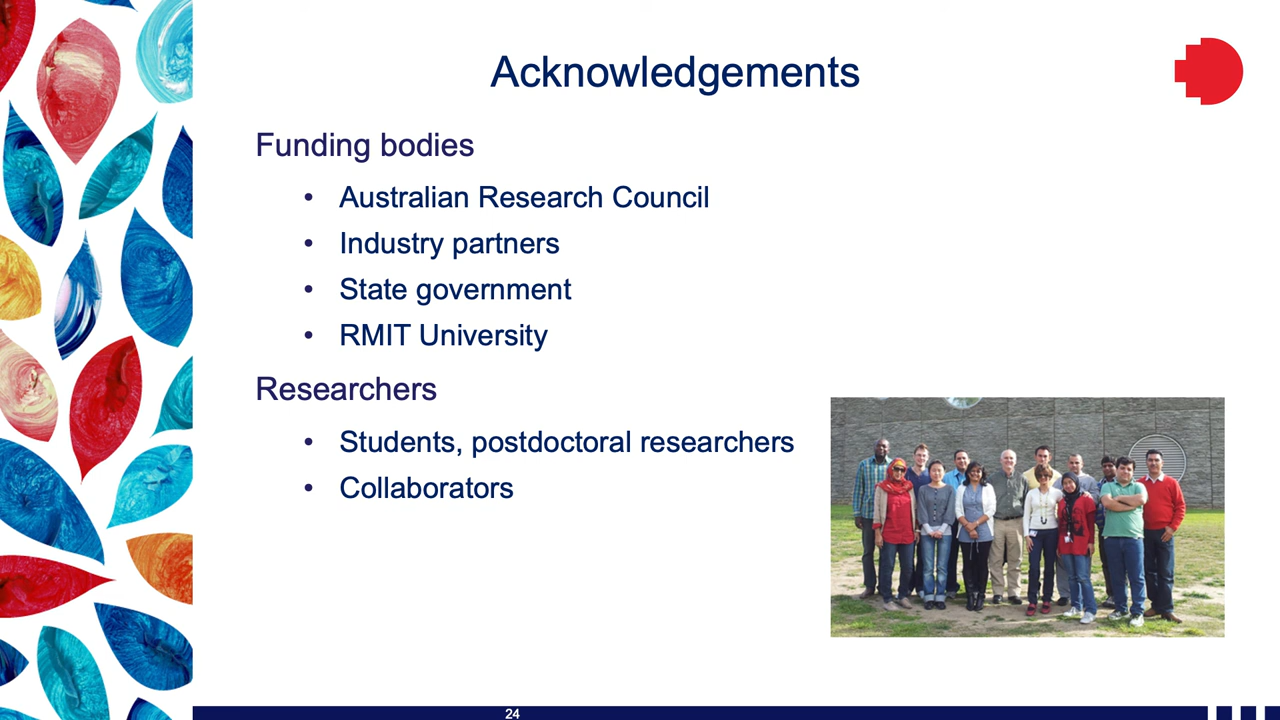 Acknowledgements
Funding bodies
• Australian Research Council
• Industry partners
• State government
• RMIT University
Researchers
• Students, postdoctoral researchers
• Collaborators
24